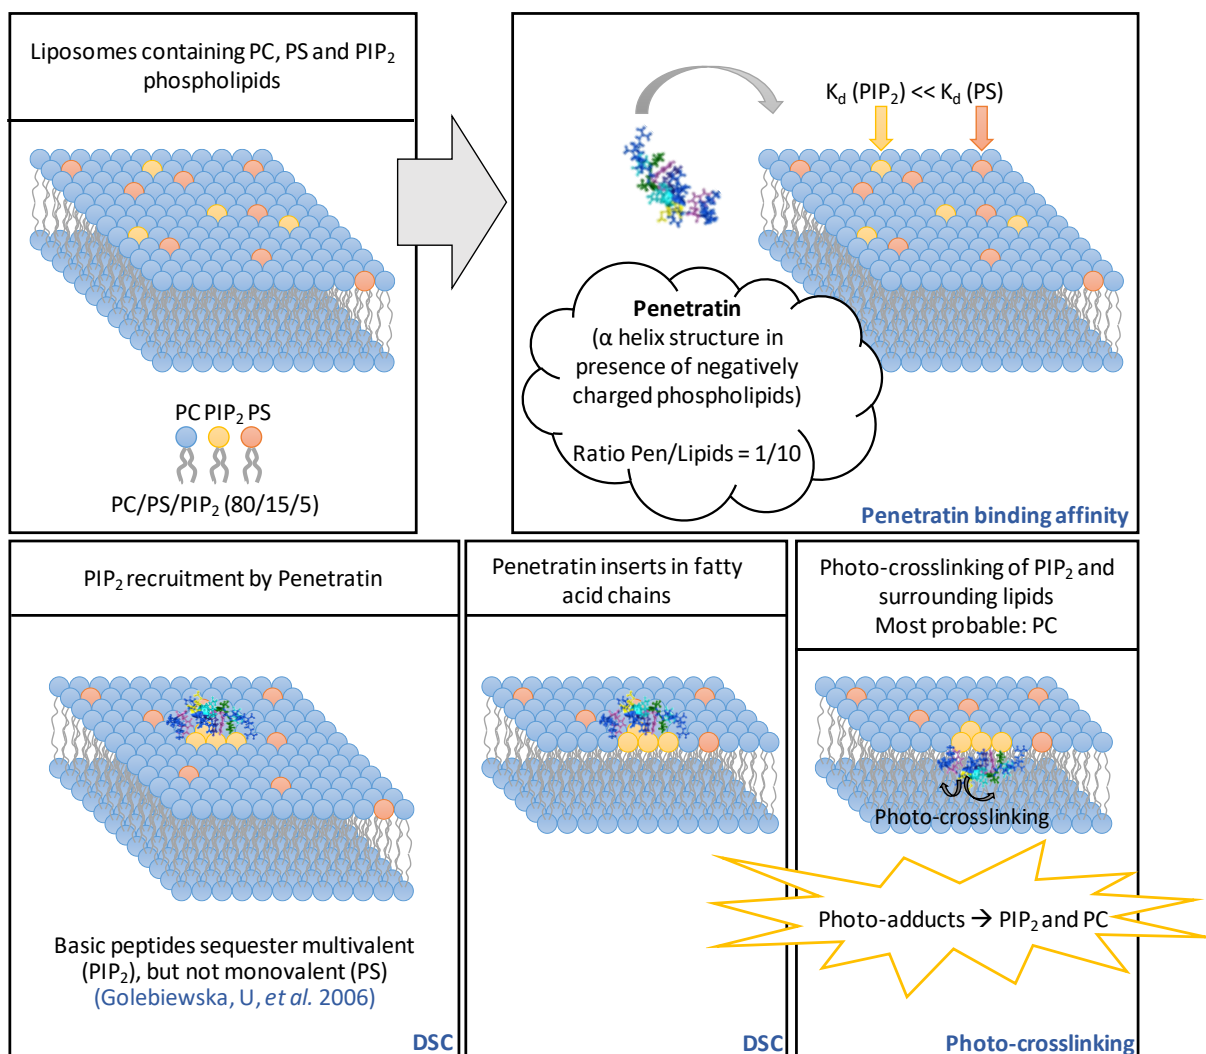 Liposomes containing PC, PS and PIP₂
phospholipids
PC PIP₂ PS
PC/PS/PIP₂ (80/15/5)
K_d (PIP₂) << K_d (PS)
Penetratin
(α helix structure in
presence of negatively
charged phospholipids)
Ratio Pen/Lipids = 1/10
Penetratin binding affinity
PIP₂ recruitment by Penetratin
Basic peptides sequester multivalent
(PIP₂), but not monovalent (PS)
(Golebiewska, U, et al. 2006)
DSC
Penetratin inserts in fatty
acid chains
DSC
Photo-crosslinking of PIP₂ and
surrounding lipids
Most probable: PC
Photo-crosslinking
Photo-adducts → PIP₂ and PC
Photo-crosslinking